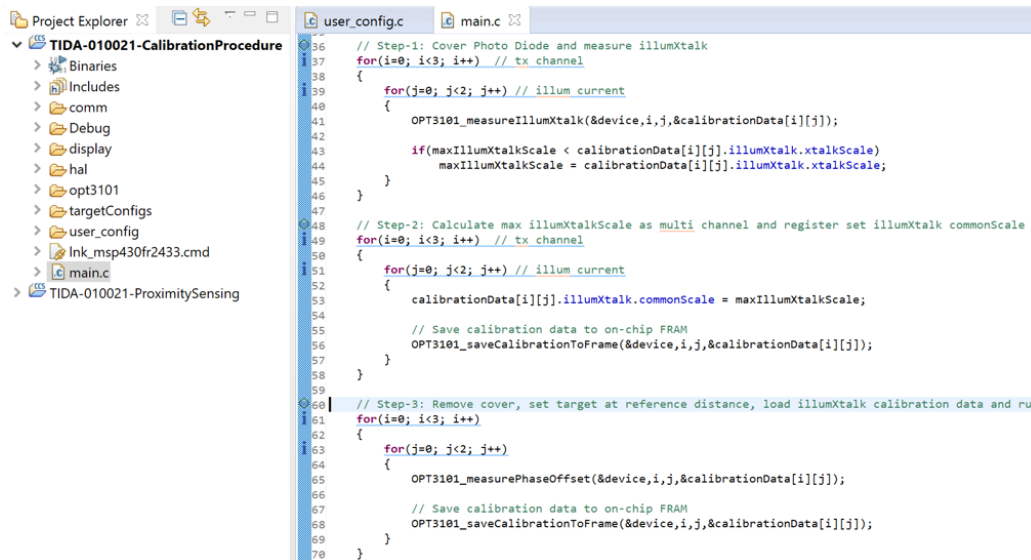 Project Explorer
TIDA-010021-CalibrationProcedure
Binaries
Includes
comm
Debug
display
hal
opt3101
targetConfigs
user_config
lnk_msp430fr2433.cmd
main.c
TIDA-010021-ProximitySensing
user_config.c main.c
36 // Step-1: Cover Photo Diode and measure illumXtalk
37 for(i=0; i<3; i++) // tx channel
38 {
39 for(j=0; j<2; j++) // illum current
40 {
41 OPT3101_measureIllumXtalk(&device,i,j,&calibrationData[i][j]);
42
43 if(maxIllumXtalkScale < calibrationData[i][j].illumXtalk.xtalkScale)
44 maxIllumXtalkScale = calibrationData[i][j].illumXtalk.xtalkScale;
45 }
46 }
47
48 // Step-2: Calculate max illumXtalkScale as multi channel and register set illumXtalk commonScale
49 for(i=0; i<3; i++) // tx channel
50 {
51 for(j=0; j<2; j++) // illum current
52 {
53 calibrationData[i][j].illumXtalk.commonScale = maxIllumXtalkScale;
54
55 // Save calibration data to on-chip FRAM
56 OPT3101_saveCalibrationToFrame(&device,i,j,&calibrationData[i][j]);
57 }
58 }
59
60 // Step-3: Remove cover, set target at reference distance, load illumXtalk calibration data and ru
61 for(i=0; i<3; i++)
62 {
63 for(j=0; j<2; j++)
64 {
65 OPT3101_measurePhaseOffset(&device,i,j,&calibrationData[i][j]);
66
67 // Save calibration data to on-chip FRAM
68 OPT3101_saveCalibrationToFrame(&device,i,j,&calibrationData[i][j]);
69 }
70 }